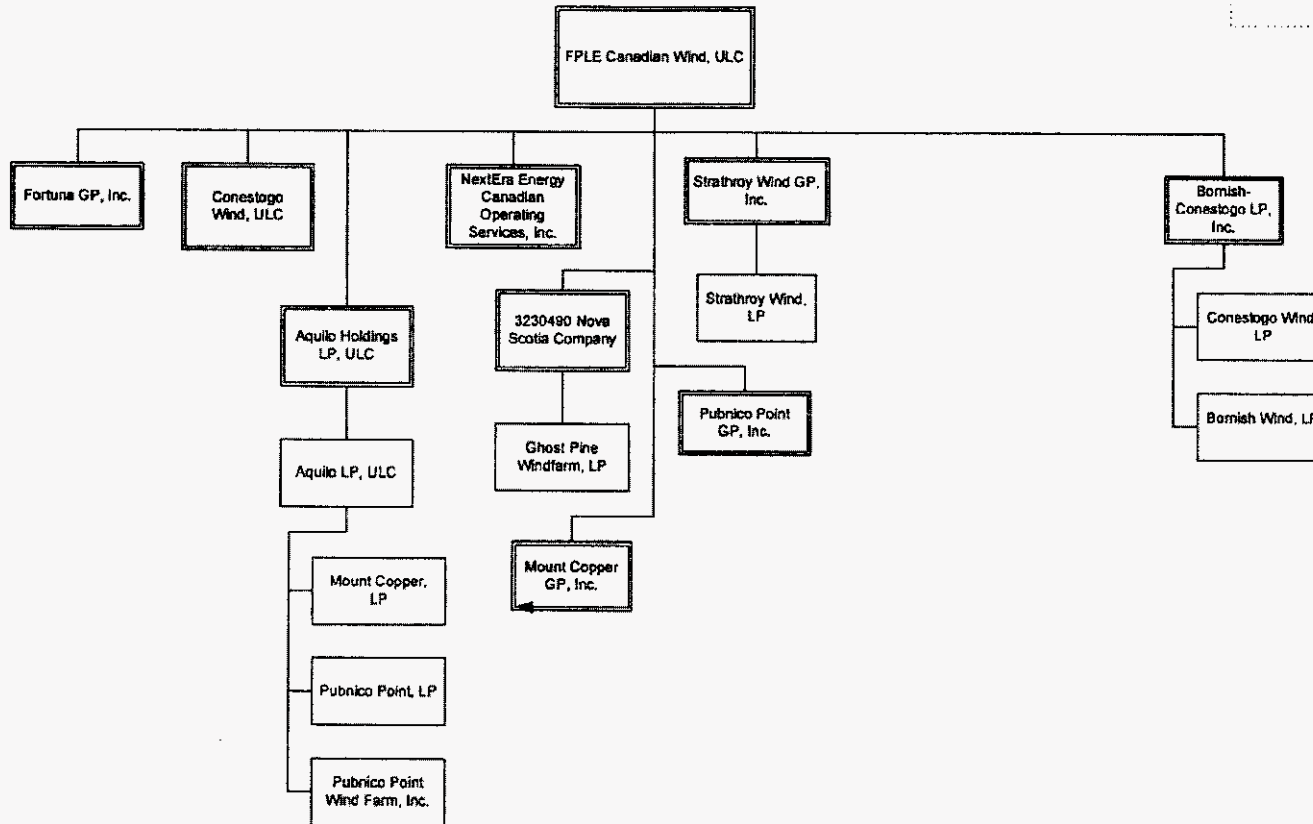 FPLE Canadian Wind, ULC
Fortuna GP, Inc.
Conestogo
Wind, ULC
NextEra Energy
Canadian
Operating
Services, Inc.
Strathroy Wind GP,
Inc.
Bornish-
Conestogo LP,
Inc.
Aquilo Holdings
LP, ULC
3230490 Nova
Scotia Company
Strathroy Wind,
LP
Conestogo Wind
LP
Pubnico Point
GP, Inc.
Bornish Wind, LP
Aquilo LP, ULC
Ghost Pine
Windfarm, LP
Mount Copper
GP, Inc.
Mount Copper,
LP
Pubnico Point, LP
Pubnico Point
Wind Farm, Inc.